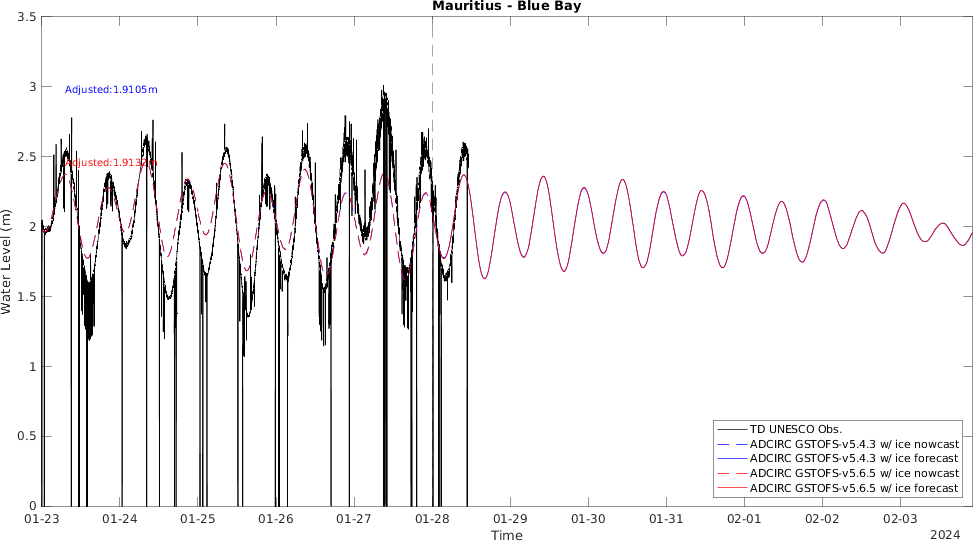 Mauritius - Blue Bay
3.5
3
2.5
2
1.5
1
0.5
0
Water Level (m)
Adjusted:1.9105m
01-23
01-24
01-25
01-26
01-27
01-28
01-29
01-30
01-31
02-01
02-02
02-03
Time
2024
TD UNESCO Obs.
ADCIRC GSTOFS-v5.4.3 w/ ice nowcast
ADCIRC GSTOFS-v5.4.3 w/ ice forecast
ADCIRC GSTOFS-v5.6.5 w/ ice nowcast
ADCIRC GSTOFS-v5.6.5 w/ ice forecast